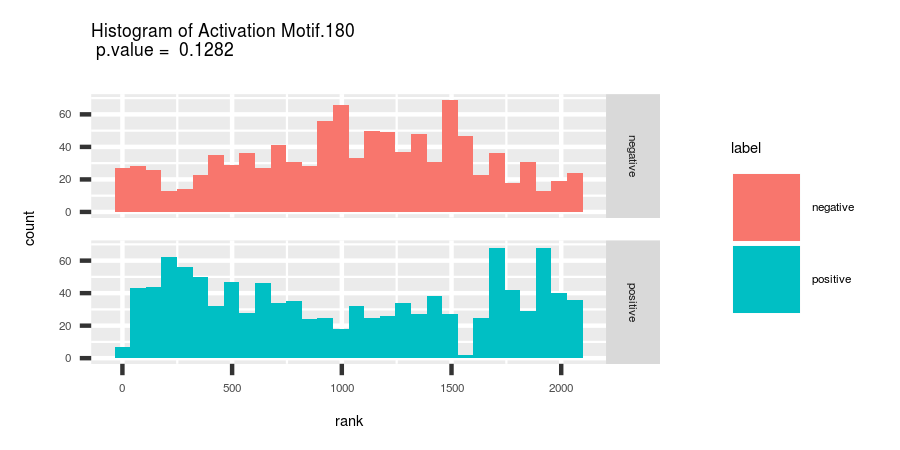 Histogram of Activation Motif.180
p.value = 0.1282
count
60
40
20
0
negative
60
40
20
0
positive
0 500 1000 1500 2000
rank
label
negative
positive